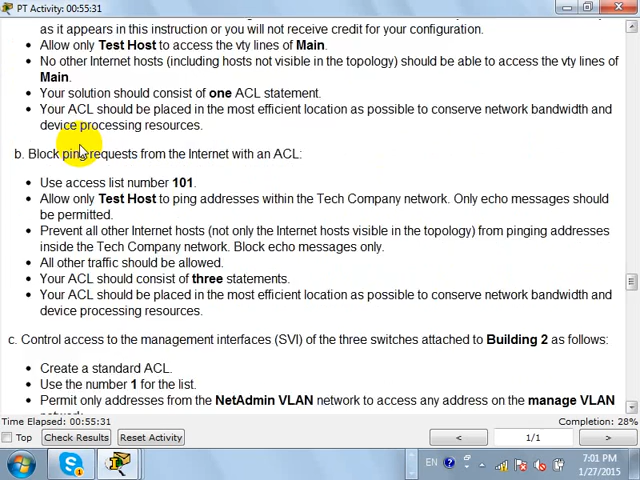 PT Activity: 00:55:31
as it appears in this instruction or you will not receive credit for your configuration.
Allow only Test Host to access the vty lines of Main.
No other Internet hosts (including hosts not visible in the topology) should be able to access the vty lines of
Main.
Your solution should consist of one ACL statement.
Your ACL should be placed in the most efficient location as possible to conserve network bandwidth and
device processing resources.
b. Block ping requests from the Internet with an ACL:
Use access list number 101.
Allow only Test Host to ping addresses within the Tech Company network. Only echo messages should
be permitted.
Prevent all other Internet hosts (not only the Internet hosts visible in the topology) from pinging addresses
inside the Tech Company network. Block echo messages only.
All other traffic should be allowed.
Your ACL should consist of three statements.
Your ACL should be placed in the most efficient location as possible to conserve network bandwidth and
device processing resources.
c. Control access to the management interfaces (SVI) of the three switches attached to Building 2 as follows:
Create a standard ACL.
Use the number 1 for the list.
Permit only addresses from the NetAdmin VLAN network to access any address on the manage VLAN
Time Elapsed: 00:55:31 Completion: 28%
Top Check Results Reset Activity < 1/1 >
EN 7:01 PM
1/27/2015